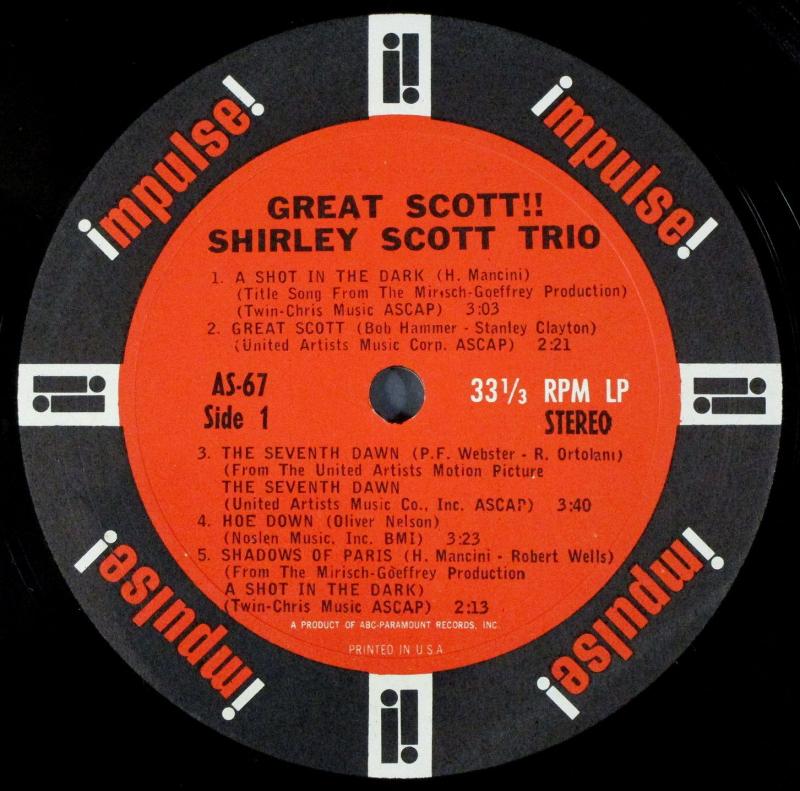 impulse!
impulse!
GREAT SCOTT!!
SHIRLEY SCOTT TRIO
1. A SHOT IN THE DARK (H. Mancini)
(Title Song From The Mirisch-Goeffrey Production)
(Twin-Chris Music ASCAP) 3:03
2. GREAT SCOTT (Bob Hammer - Stanley Clayton)
(United Artists Music Corp. ASCAP) 2:21
AS-67
Side 1
33⅓ RPM LP
STEREO
3. THE SEVENTH DAWN (P.F. Webster - R. Ortolani)
(From The United Artists Motion Picture
THE SEVENTH DAWN
(United Artists Music Co., Inc. ASCAP) 3:40
4. HOE DOWN (Oliver Nelson)
(Noslen Music, Inc. BMI) 3:23
5. SHADOWS OF PARIS (H. Mancini - Robert Wells)
(From The Mirisch-Goeffrey Production
A SHOT IN THE DARK)
(Twin-Chris Music ASCAP) 2:13
A PRODUCT OF ABC-PARAMOUNT RECORDS, INC.
PRINTED IN U.S.A.
impulse!
impulse!